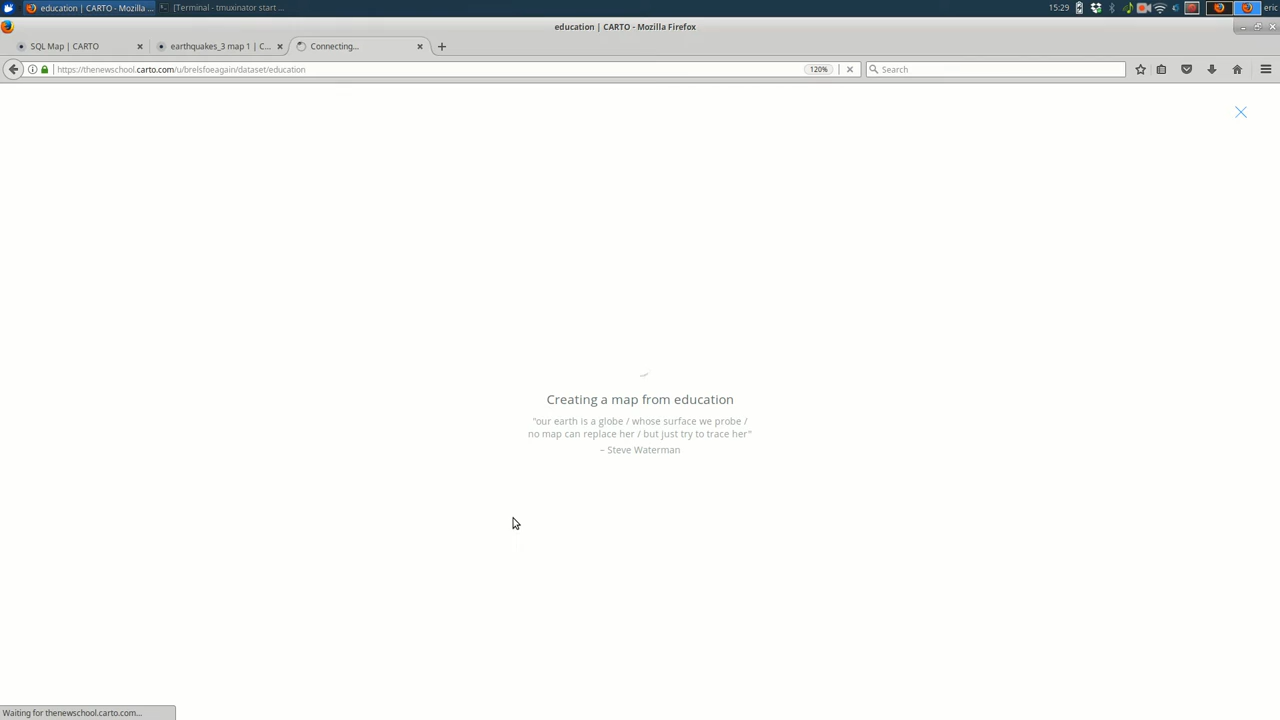 education | CARTO - Mozilla ...
[Terminal - tmuxinator start ...
15:29
eric
education | CARTO - Mozilla Firefox
SQL Map | CARTO
earthquakes_3 map 1 | C...
Connecting...
https://thenewschool.carto.com/u/brelsfoeagain/dataset/education
120%
Search
Creating a map from education
"our earth is a globe / whose surface we probe /
no map can replace her / but just try to trace her"
– Steve Waterman
Waiting for thenewschool.carto.com...